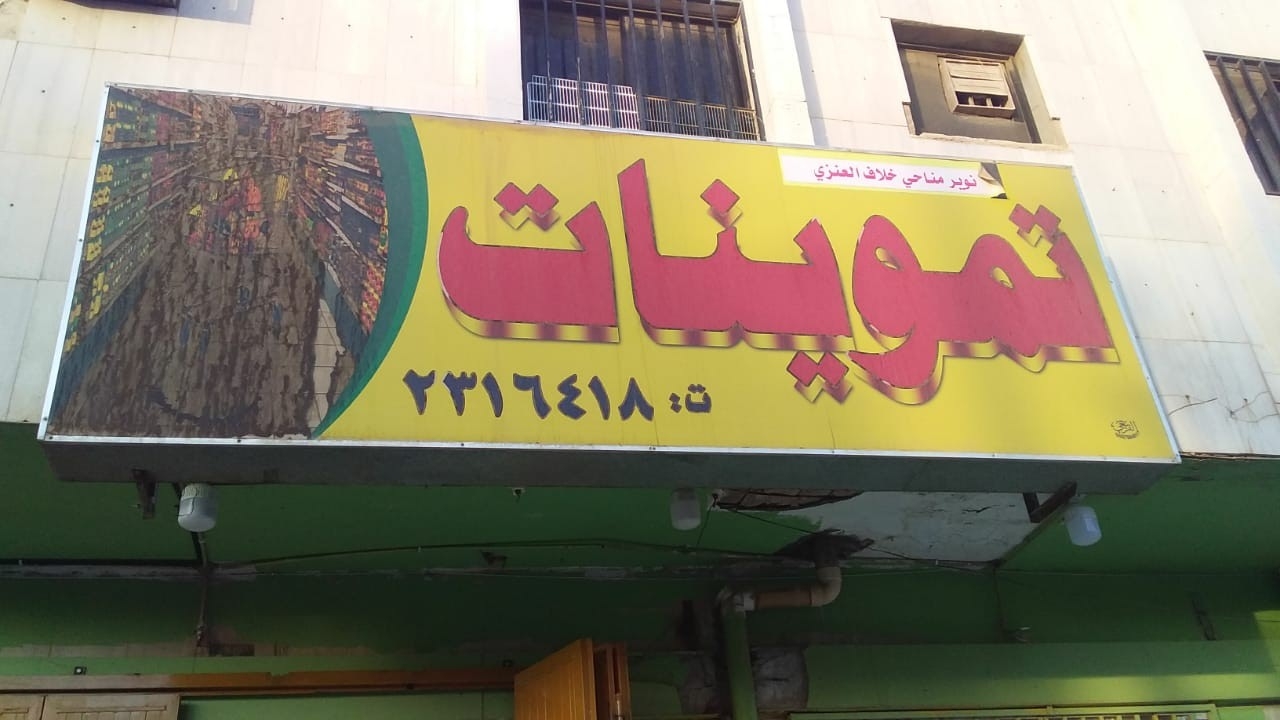 نوير مناحي خلاف العنزي
تموينات
ت: ٢٣١٦٤١٨